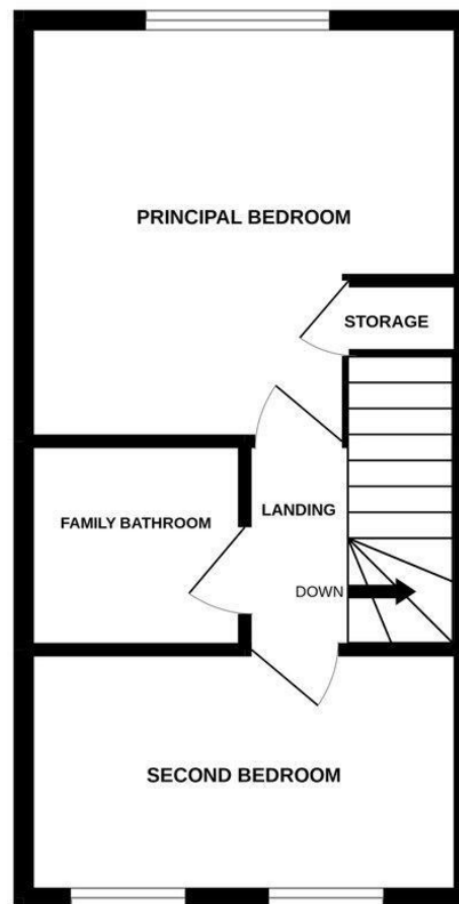 PRINCIPAL BEDROOM
STORAGE
LANDING
FAMILY BATHROOM
DOWN
SECOND BEDROOM